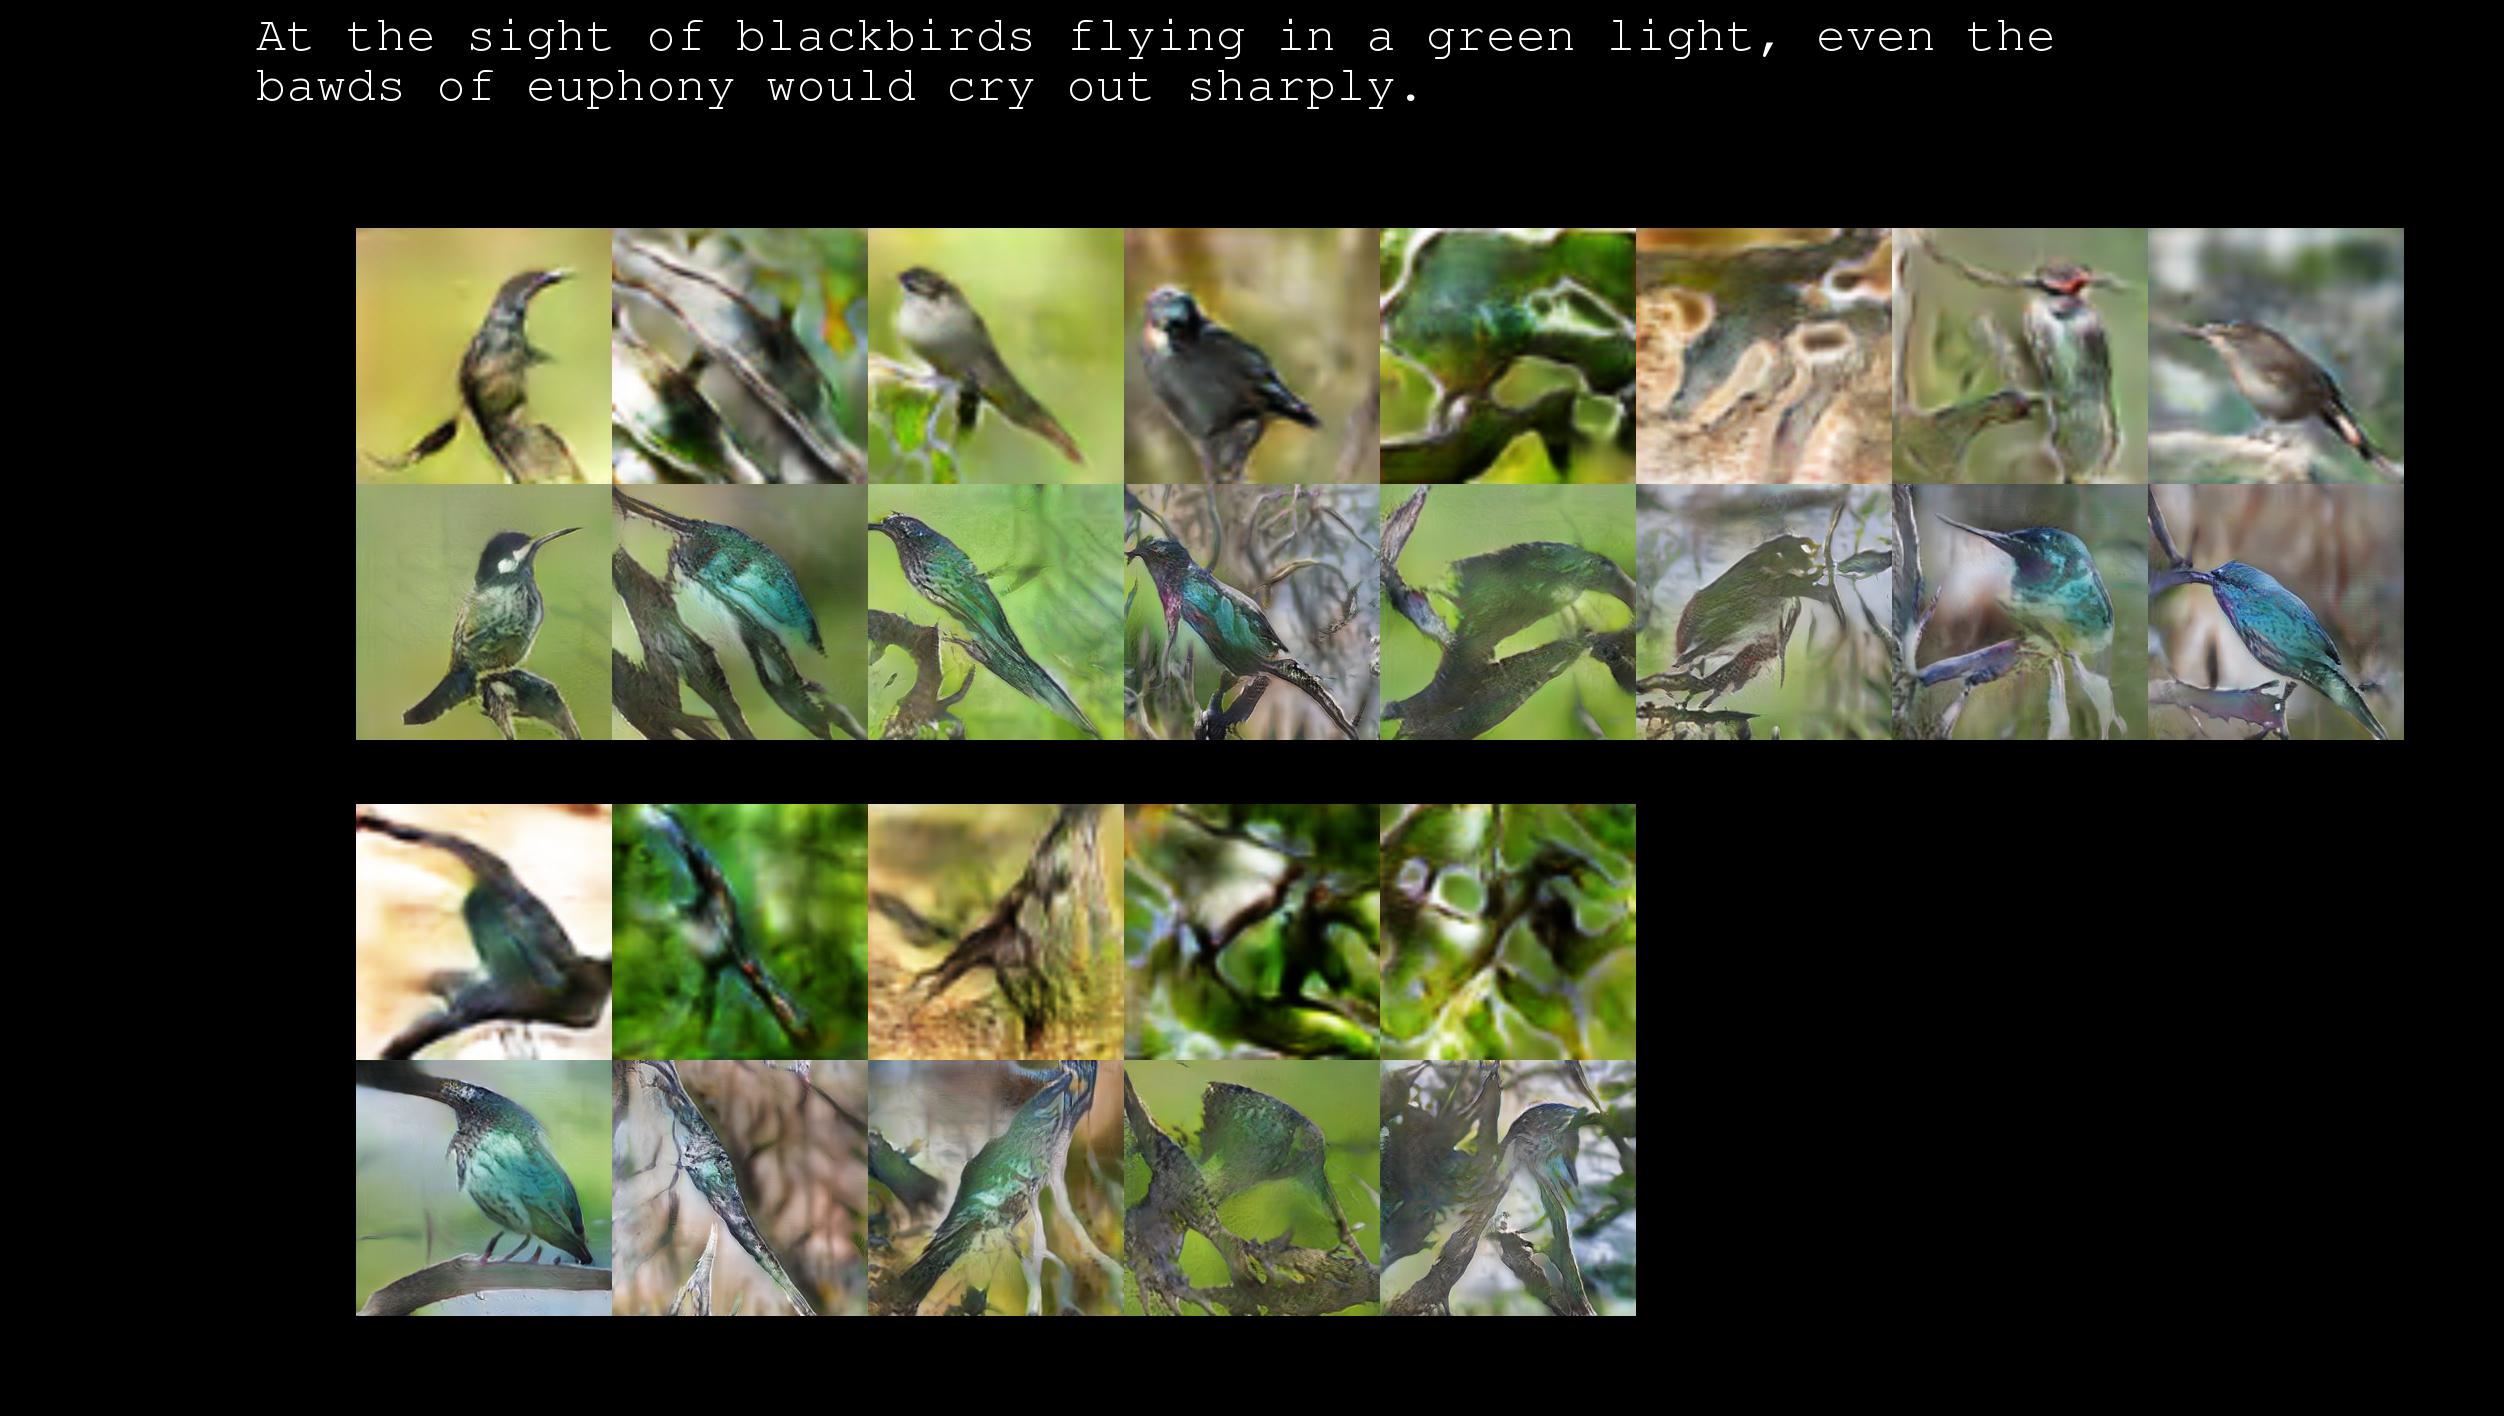 At the sight of blackbirds flying in a green light, even the
bawds of euphony would cry out sharply.